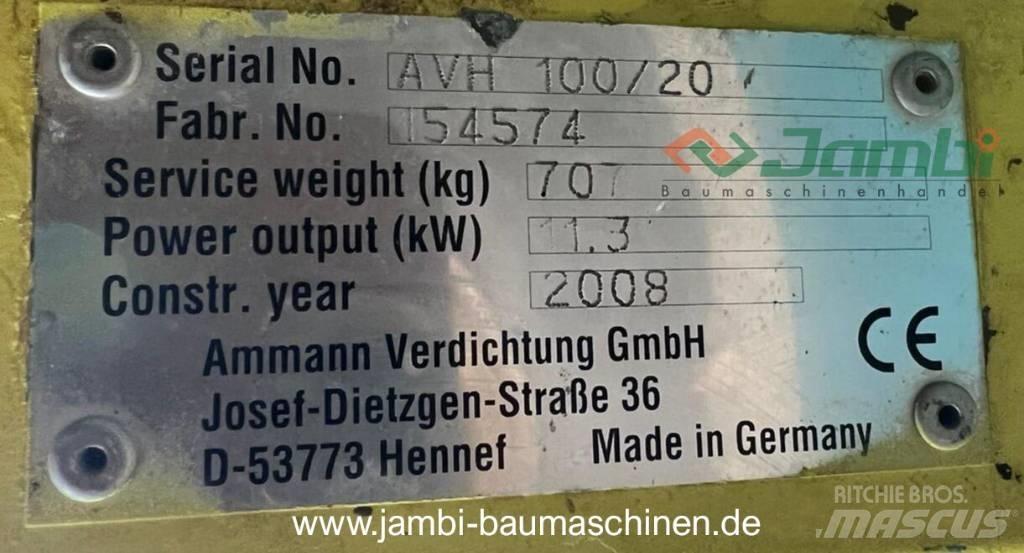 Serial No. AVH 100/20
Fabr. No. 154574
Jambi
Baumaschinenhandel
Service weight (kg) 707
Power output (kW) 11.3
Constr. year 2008
Ammann Verdichtung GmbH
CE
Josef-Dietzgen-Straße 36
D-53773 Hennef Made in Germany
RITCHIE BROS.
MASCUS
www.jambi-baumaschinen.de